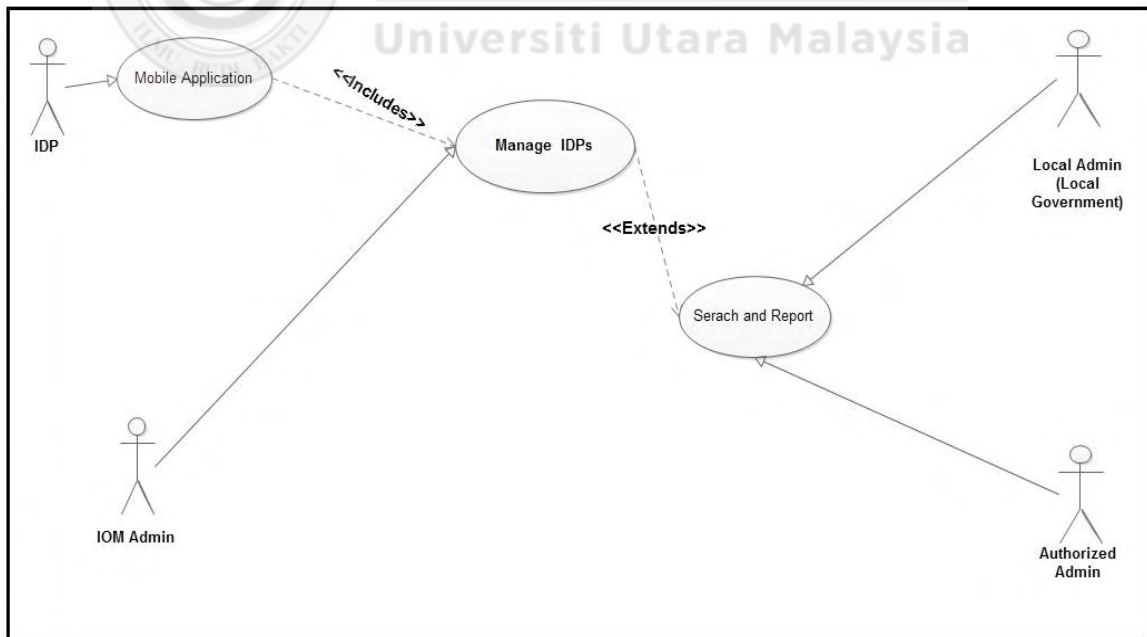 Universiti Utara Malaysia
IDP
Mobile Application
<<Includes>>
Manage IDPs
<<Extends>>
Serach and Report
Local Admin
(Local
Government)
IOM Admin
Authorized
Admin